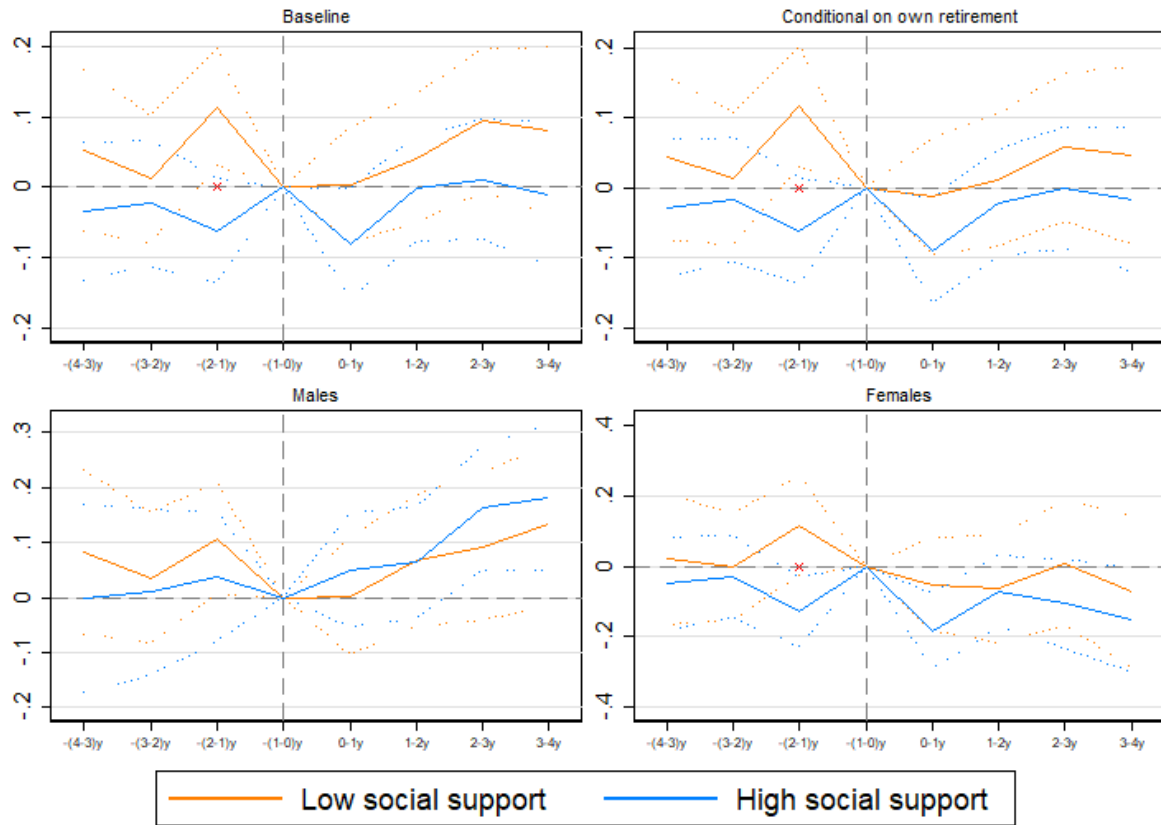 Baseline
Conditional on own retirement
.2
.1
0
-.1
-.2
-(4-3)y -(3-2)y -(2-1)y -(1-0)y 0-1y 1-2y 2-3y 3-4y
.2
.1
0
-.1
-.2
-(4-3)y -(3-2)y -(2-1)y -(1-0)y 0-1y 1-2y 2-3y 3-4y
Males
Females
.3
.2
.1
0
-.1
-.2
-(4-3)y -(3-2)y -(2-1)y -(1-0)y 0-1y 1-2y 2-3y 3-4y
.4
.2
0
-.2
-.4
-(4-3)y -(3-2)y -(2-1)y -(1-0)y 0-1y 1-2y 2-3y 3-4y
Low social support High social support